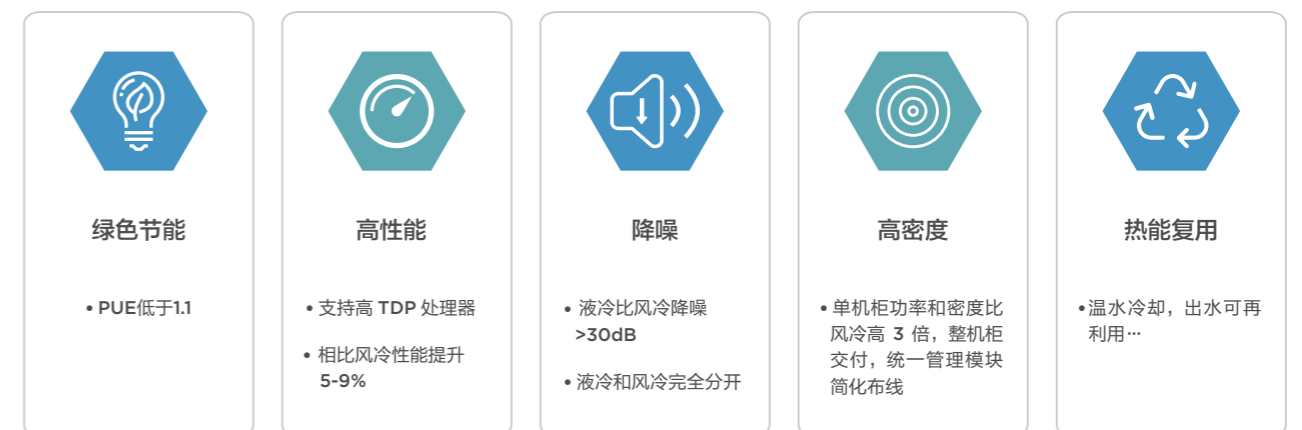 绿色节能
• PUE低于1.1
高性能
• 支持高 TDP 处理器
• 相比风冷性能提升
5-9%
降噪
• 液冷比风冷降噪
>30dB
• 液冷和风冷完全分开
高密度
• 单机柜功率和密度比
风冷高 3 倍，整机柜
交付，统一管理模块
简化布线
热能复用
• 温水冷却，出水可再
利用…